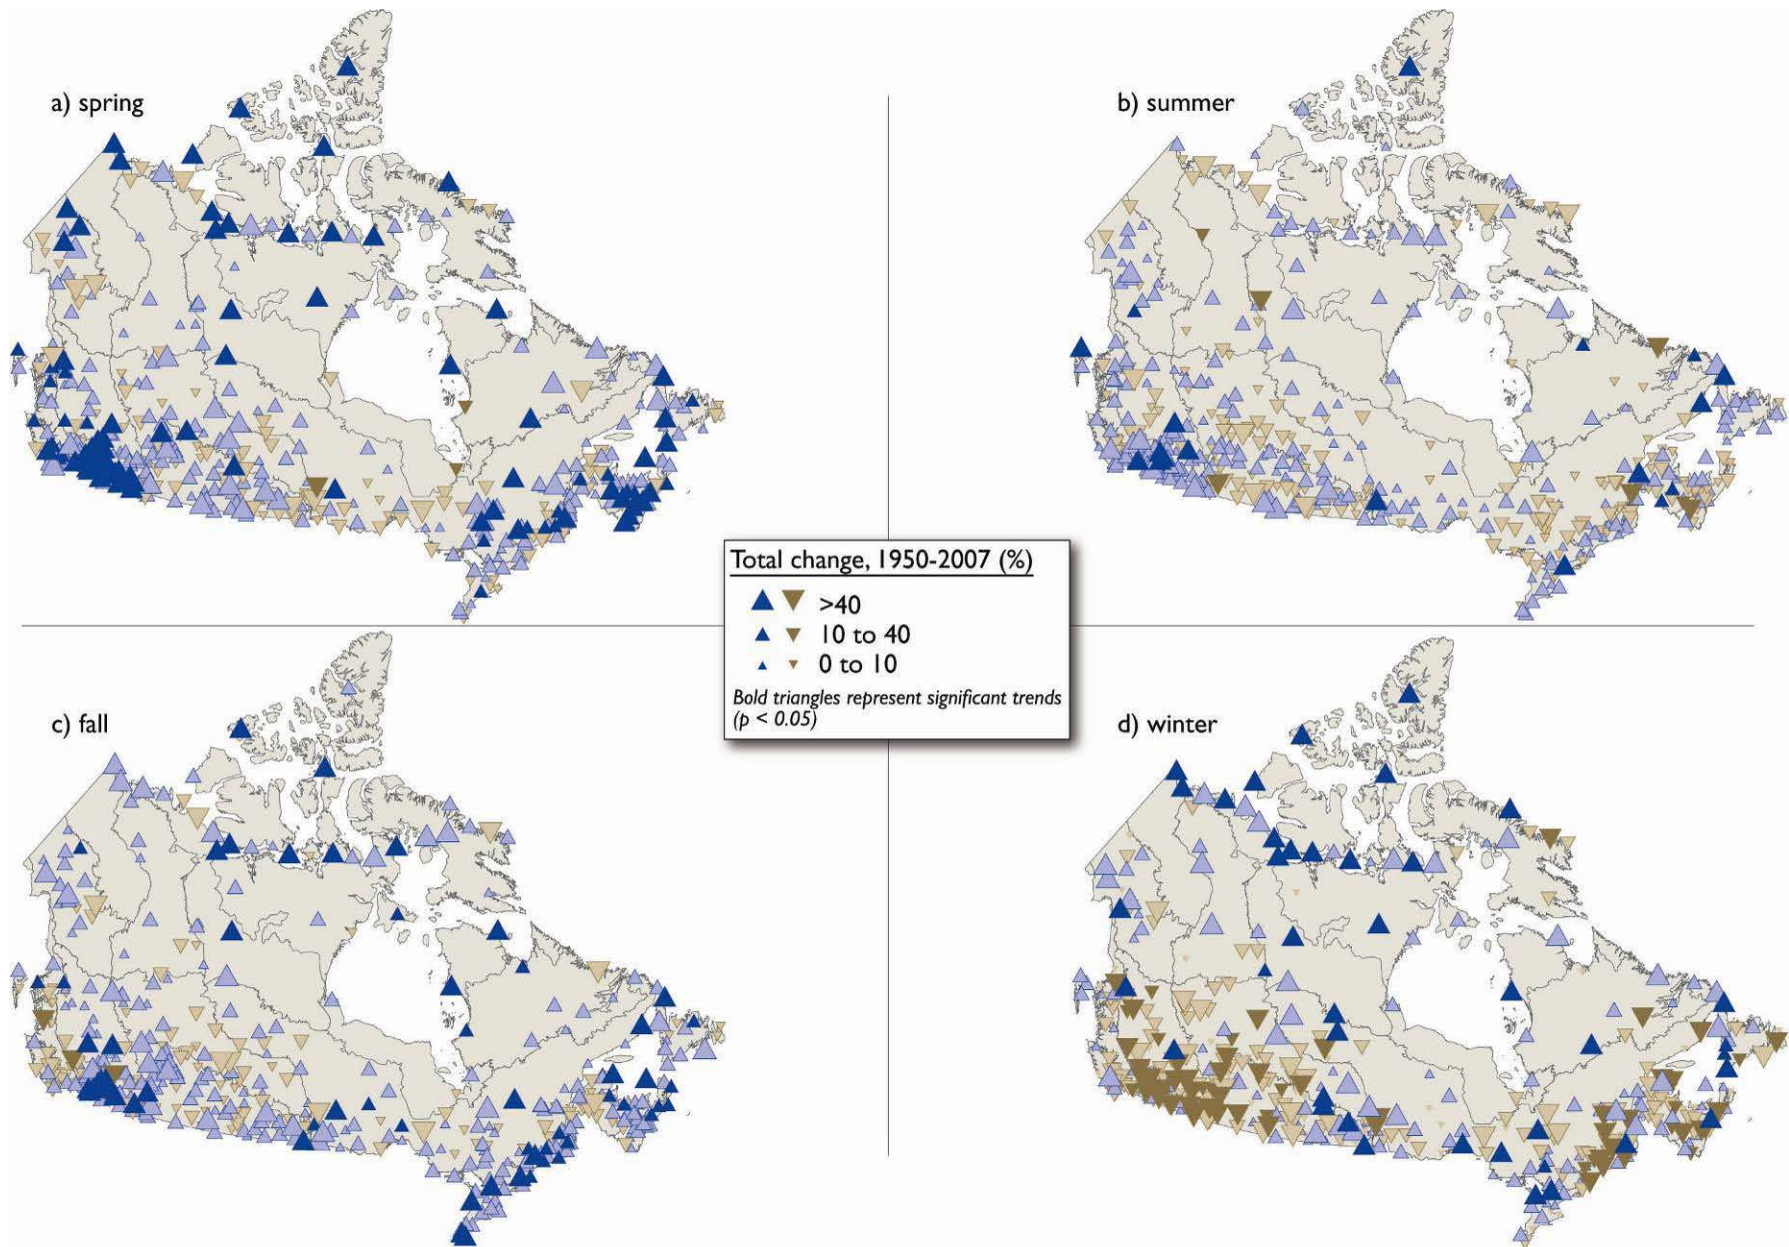 a) spring
b) summer
Total change, 1950-2007 (%)
>40
10 to 40
0 to 10
Bold triangles represent significant trends
(p < 0.05)
c) fall
d) winter